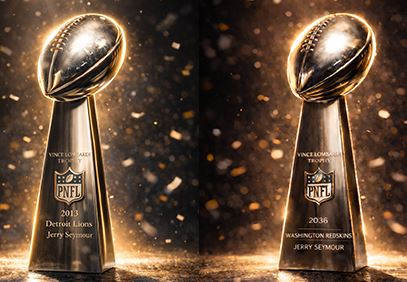 VINCE LOMBARDI
TROPHY
PNFL
2013
Detroit Lions
Jerry Seymour
VINCE LOMBARDI
TROPHY
PNFL
2036
WASHINGTON REDSKINS
JERRY SEYMOUR